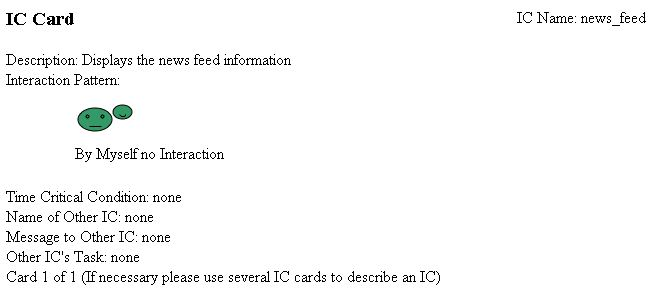 IC Card
IC Name: news_feed
Description: Displays the news feed information
Interaction Pattern:
By Myself no Interaction
Time Critical Condition: none
Name of Other IC: none
Message to Other IC: none
Other IC's Task: none
Card 1 of 1 (If necessary please use several IC cards to describe an IC)